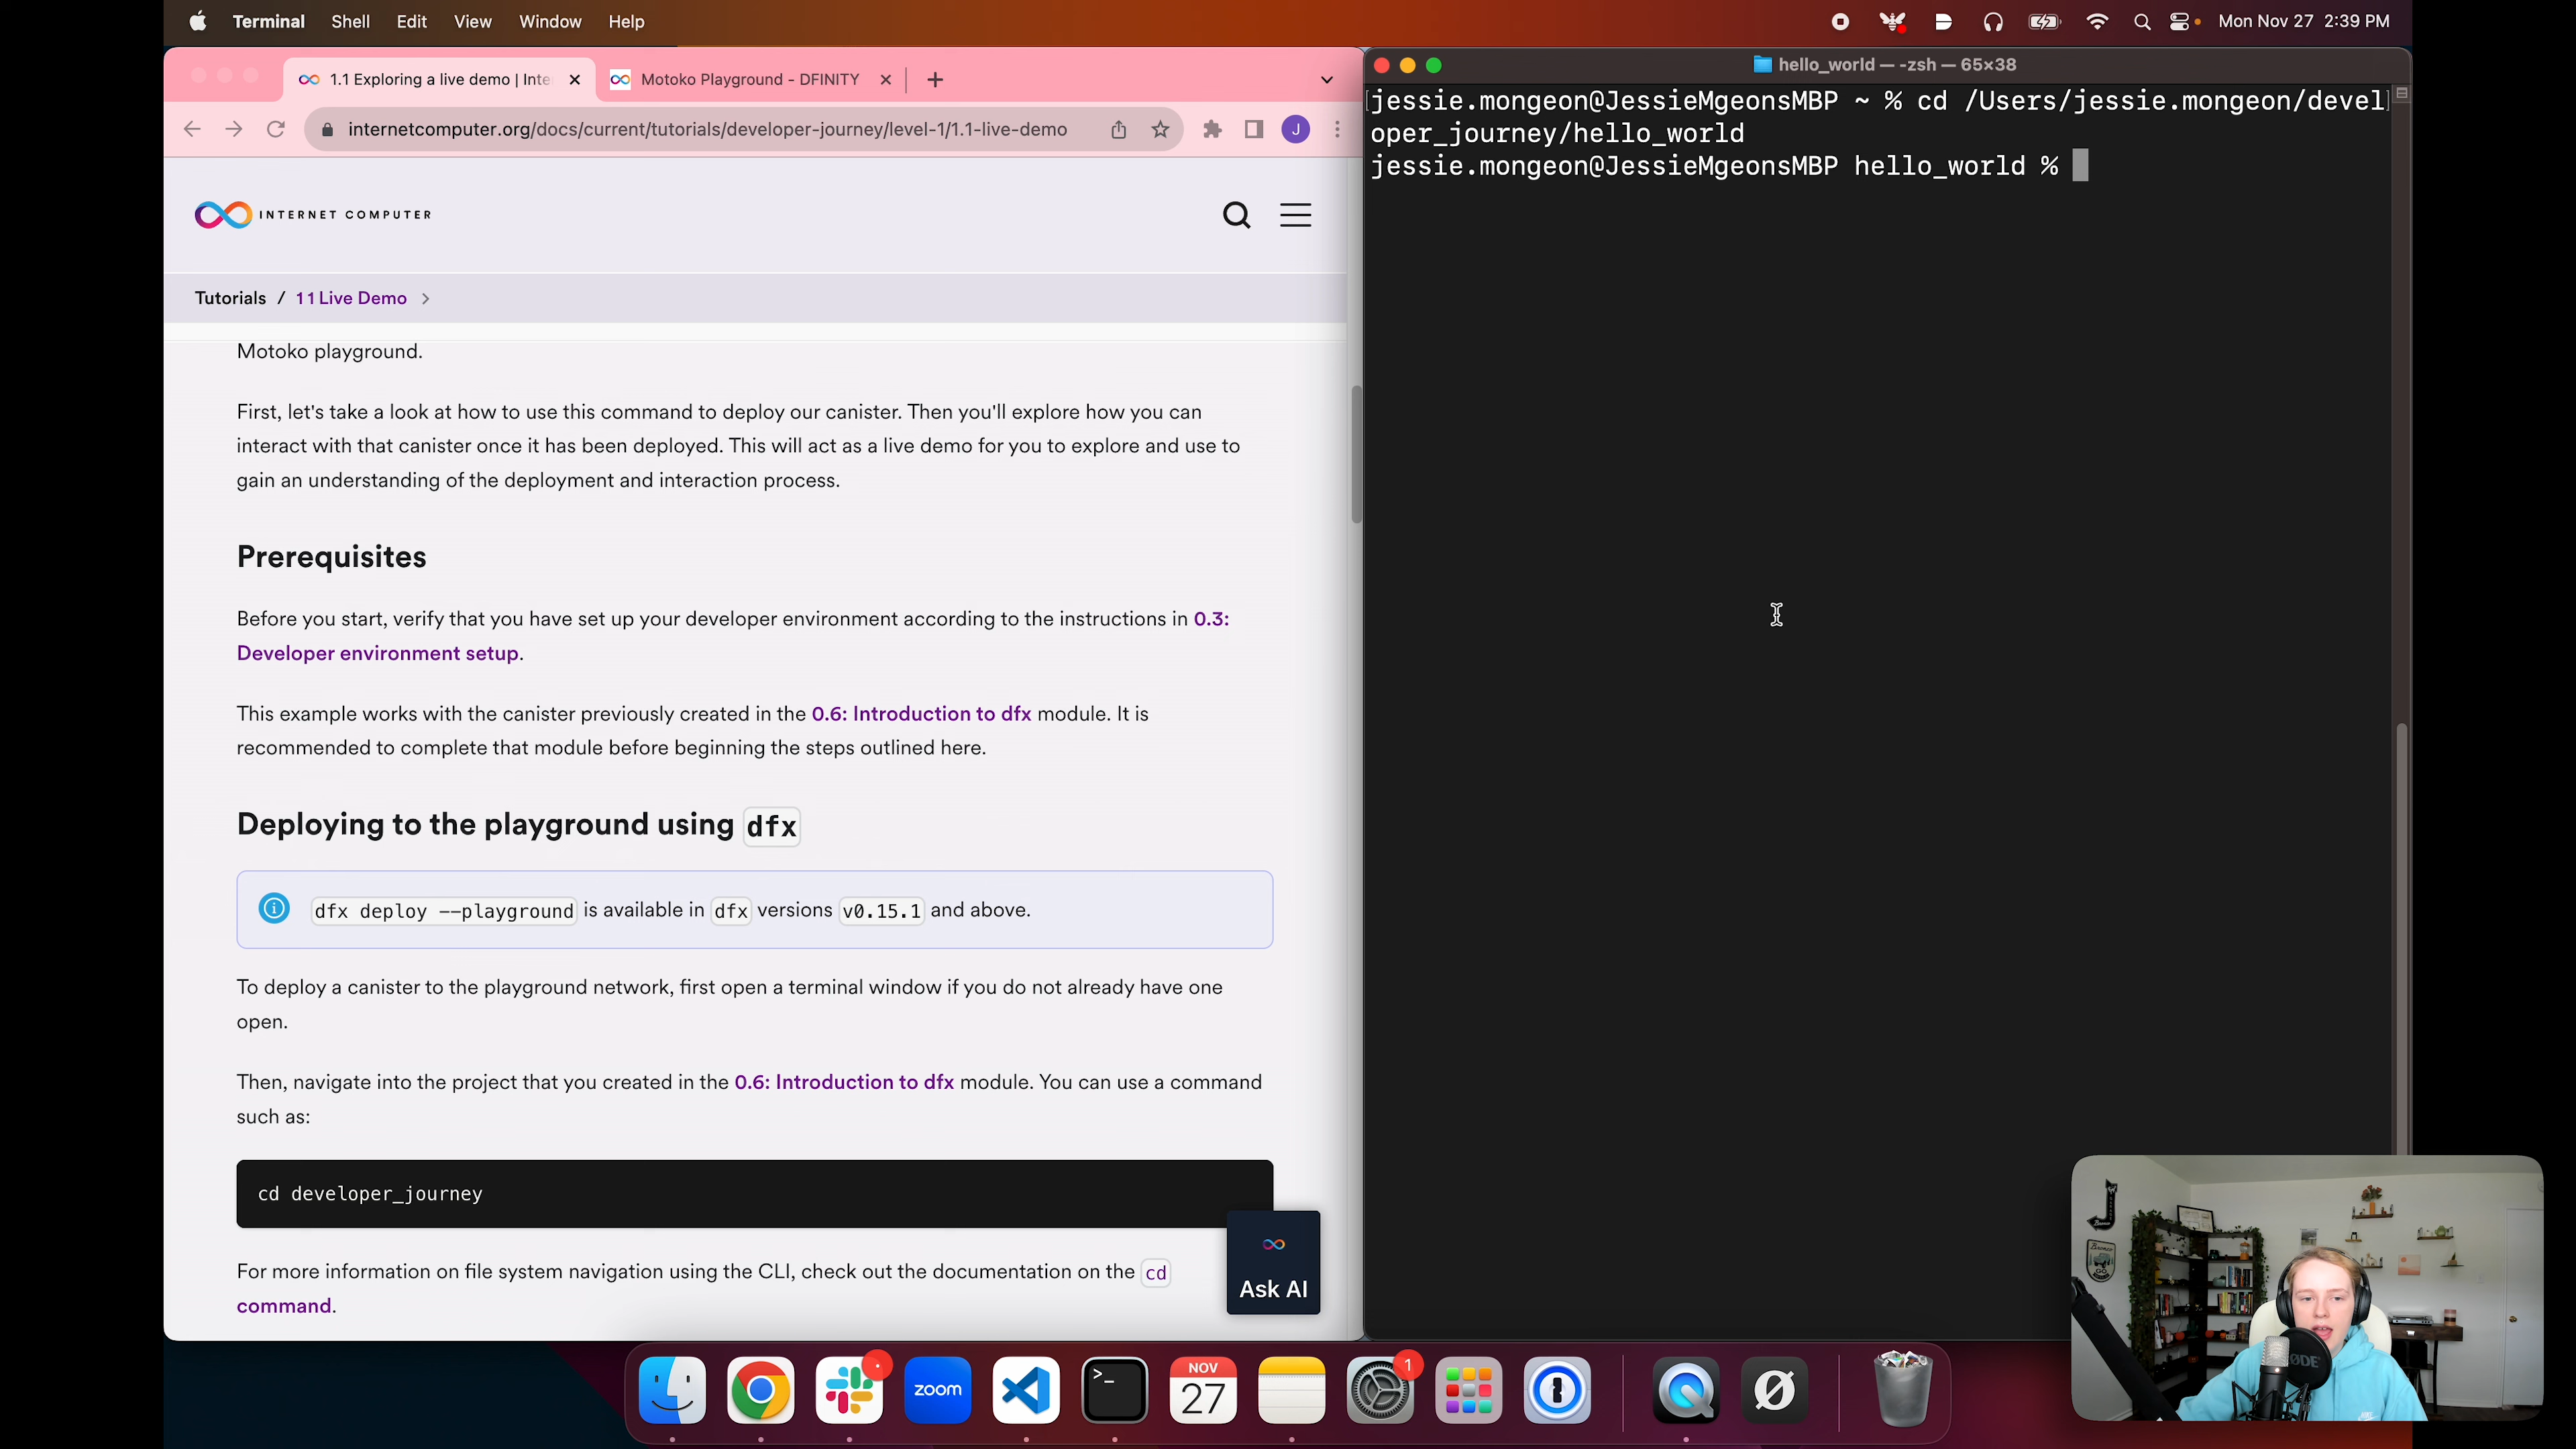 Terminal Shell Edit View Window Help
Mon Nov 27 2:39 PM
1.1 Exploring a live demo | Inte
Motoko Playground - DFINITY
internetcomputer.org/docs/current/tutorials/developer-journey/level-1/1.1-live-demo
J
INTERNET COMPUTER
Tutorials / 1 1 Live Demo >
Motoko playground.
First, let's take a look at how to use this command to deploy our canister. Then you'll explore how you can
interact with that canister once it has been deployed. This will act as a live demo for you to explore and use to
gain an understanding of the deployment and interaction process.
Prerequisites
Before you start, verify that you have set up your developer environment according to the instructions in 0.3:
Developer environment setup.
This example works with the canister previously created in the 0.6: Introduction to dfx module. It is
recommended to complete that module before beginning the steps outlined here.
Deploying to the playground using dfx
dfx deploy --playground is available in dfx versions v0.15.1 and above.
To deploy a canister to the playground network, first open a terminal window if you do not already have one
open.
Then, navigate into the project that you created in the 0.6: Introduction to dfx module. You can use a command
such as:
cd developer_journey
For more information on file system navigation using the CLI, check out the documentation on the cd
command.
Ask AI
hello_world — -zsh — 65×38
[jessie.mongeon@JessieMgeonsMBP ~ % cd /Users/jessie.mongeon/devel]
oper_journey/hello_world
jessie.mongeon@JessieMgeonsMBP hello_world %
zoom
>_
NOV
27
1